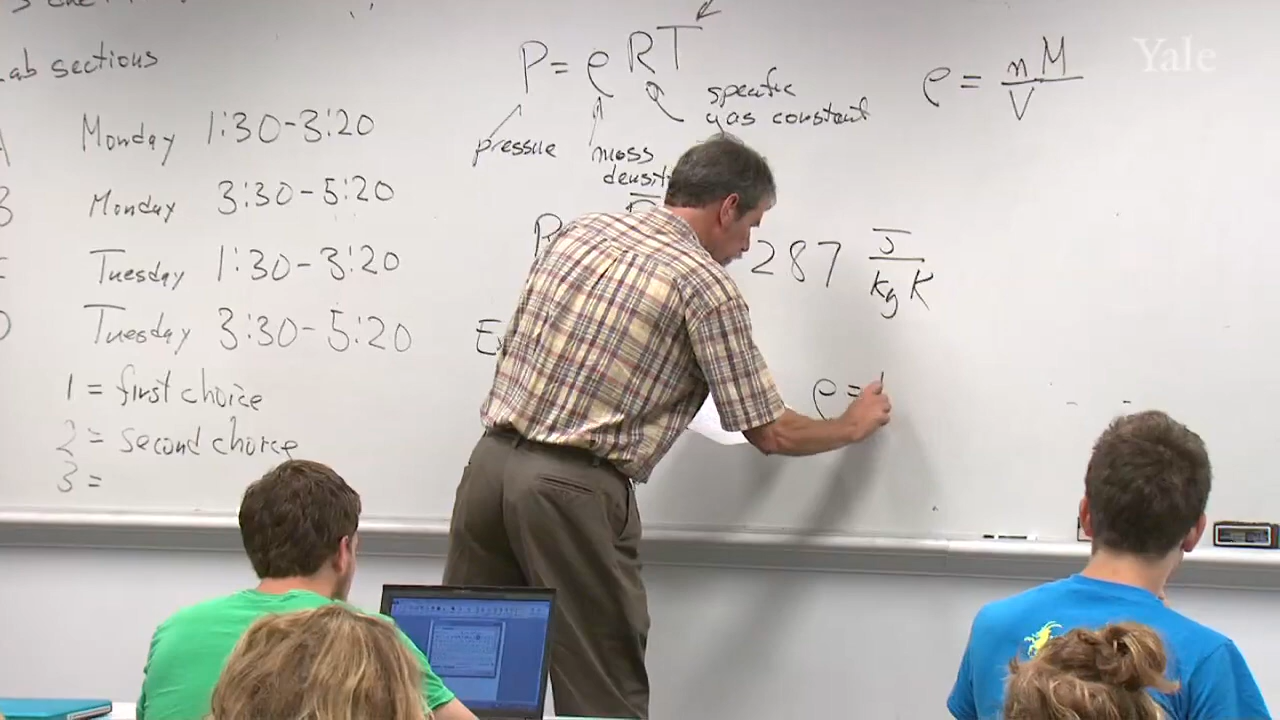 Lab sections
Monday 1:30-3:20
Monday 3:30-5:20
Tuesday 1:30-3:20
Tuesday 3:30-5:20
1 = first choice
2 = second choice
3 =
P = ρRT
pressure
mass
density
specific
gas constant
287 J/kg K
ρ =
ρ = nM/V
Yale